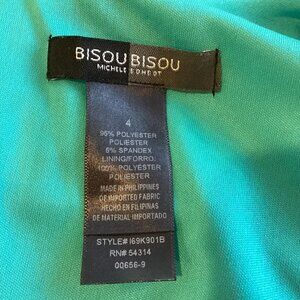 BISOU BISOU
MICHELE BOHBOT
4
95% POLYESTER
POLIESTER
5% SPANDEX
LINING/FORRO:
100% POLYESTER
POLIESTER
MADE IN PHILIPPINES
OF IMPORTED FABRIC
HECHO EN FILIPINAS
DE MATERIAL IMPORTADO
STYLE# I69K901B
RN# 54314
00656-9